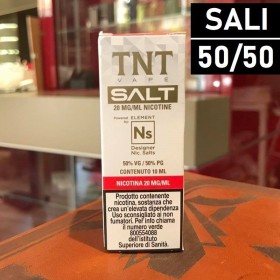 SALI
50/50
TNT
VAPE
SALT
20 MG/ML NICOTINE
Powered by ELEMENT
Ns
Designer
Nic. Salts
50% VG / 50% PG
CONTENUTO 10 ML
NICOTINA 20 MG/ML
Prodotto contenente
nicotina, sostanza che
crea un'elevata dipendenza
Uso sconsigliato ai non
fumatori. Per info chiama
il numero verde
800554088
dell'istituto
Superiore di Sanità.